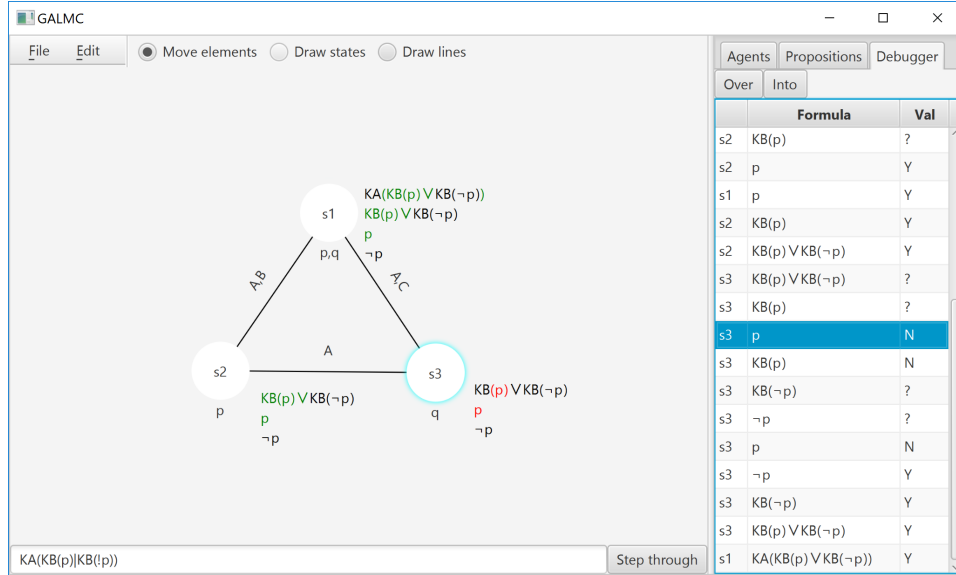 GALMC
File Edit Move elements Draw states Draw lines
Agents Propositions Debugger
Over Into
Formula Val
s2 KB(p) ?
s2 p Y
s1 p Y
s2 KB(p) Y
s2 KB(p)∨KB(¬p) Y
s3 KB(p)∨KB(¬p) ?
s3 KB(p) ?
s3 p N
s3 KB(p) N
s3 KB(¬p) ?
s3 ¬p ?
s3 p N
s3 ¬p Y
s3 KB(¬p) Y
s3 KB(p)∨KB(¬p) Y
s1 KA(KB(p)∨KB(¬p)) Y
s1
p,q
KA(KB(p)∨KB(¬p))
KB(p)∨KB(¬p)
p
¬p
A,B
A,C
A
s2
p
KB(p)∨KB(¬p)
p
¬p
s3
q
KB(p)∨KB(¬p)
p
¬p
KA(KB(p)|KB(!p))
Step through